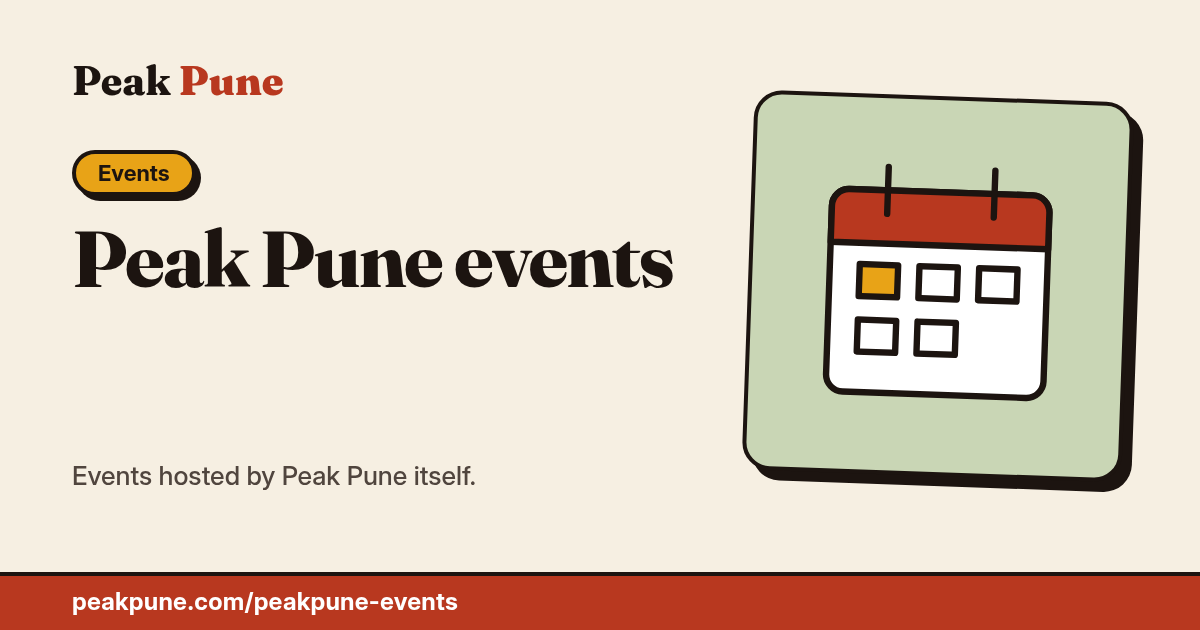 Peak Pune
Events
Peak Pune events
Events hosted by Peak Pune itself.
peakpune.com/peakpune-events